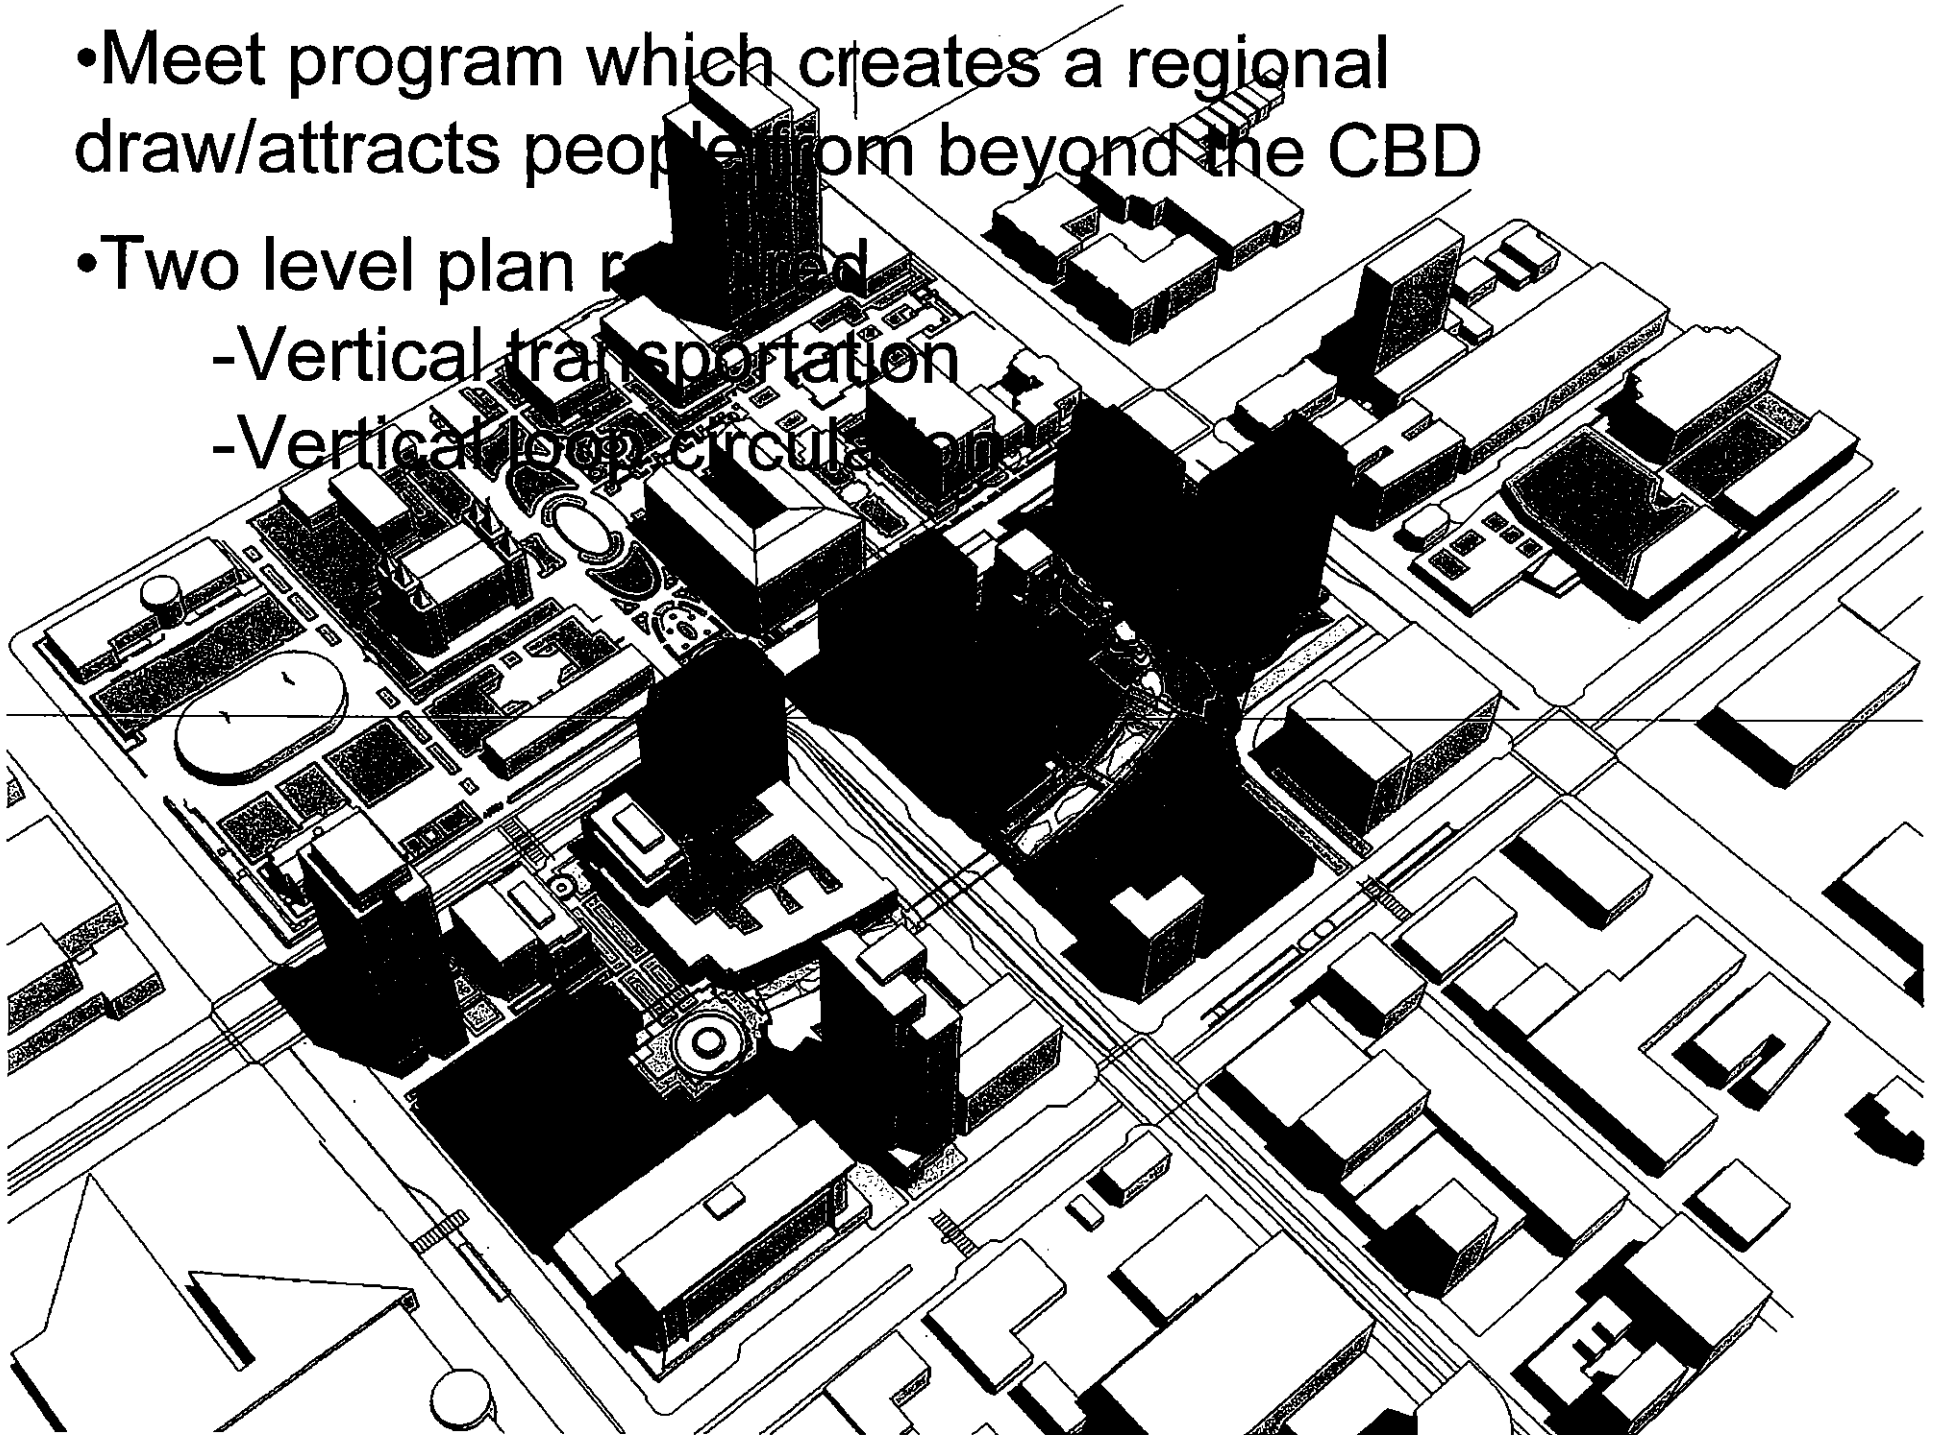 •Meet program which creates a regional
draw/attracts people from beyond the CBD
•Two level plan required
-Vertical transportation
-Vertical loop circulation